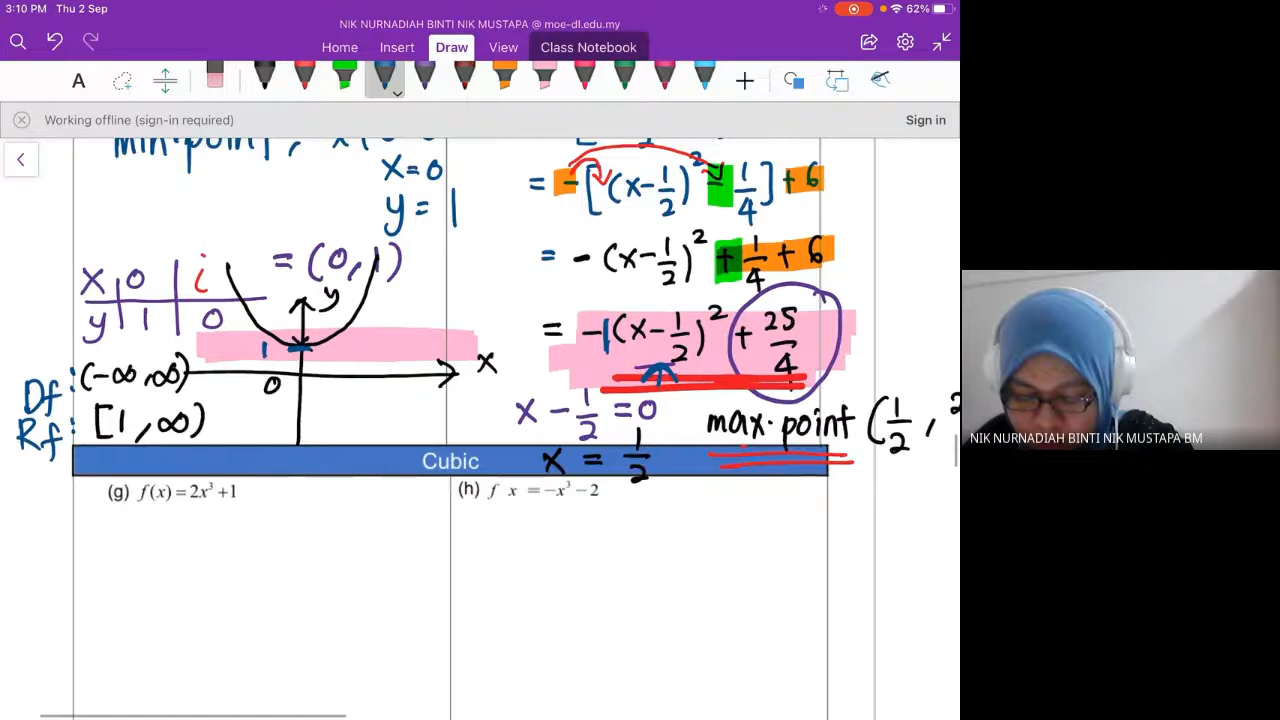 3:10 PM Thu 2 Sep
62%
NIK NURNADIAH BINTI NIK MUSTAPA @ moe-dl.edu.my
Home Insert Draw View Class Notebook
A
Working offline (sign-in required)
Sign in
min.point,
x=0
y = 1
= (0,1)
x 0 i
y 1 0
y
1
x
0
Df : (-∞,∞)
Rf : [1,∞)
= -[(x-1/2)² - 1/4] + 6
= -(x-1/2)² + 1/4 + 6
= -1(x-1/2)² + 25/4
x - 1/2 = 0
x = 1/2
max.point (1/2 ,
Cubic
(g) f(x) = 2x³ +1
(h) f x = -x³ - 2
NIK NURNADIAH BINTI NIK MUSTAPA BM